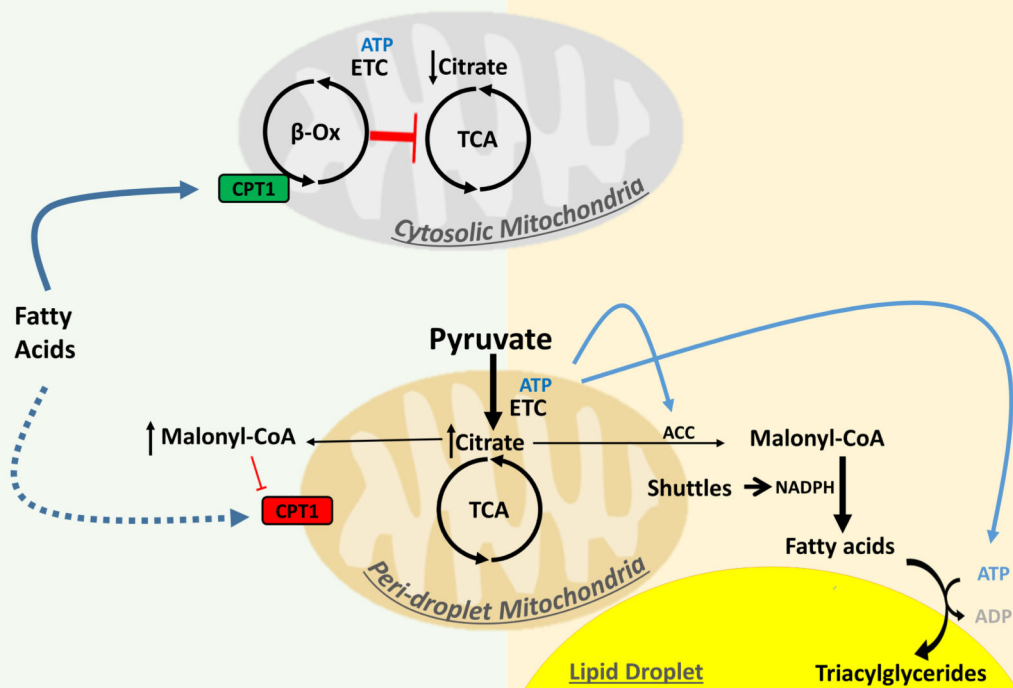 ATP
ETC
↓Citrate
β-Ox
TCA
CPT1
Cytosolic Mitochondria
Fatty
Acids
Pyruvate
ATP
ETC
↑Malonyl-CoA
↑Citrate
ACC
Malonyl-CoA
Shuttles
NADPH
CPT1
TCA
Fatty acids
Peri-droplet Mitochondria
ATP
ADP
Lipid Droplet
Triacylglycerides